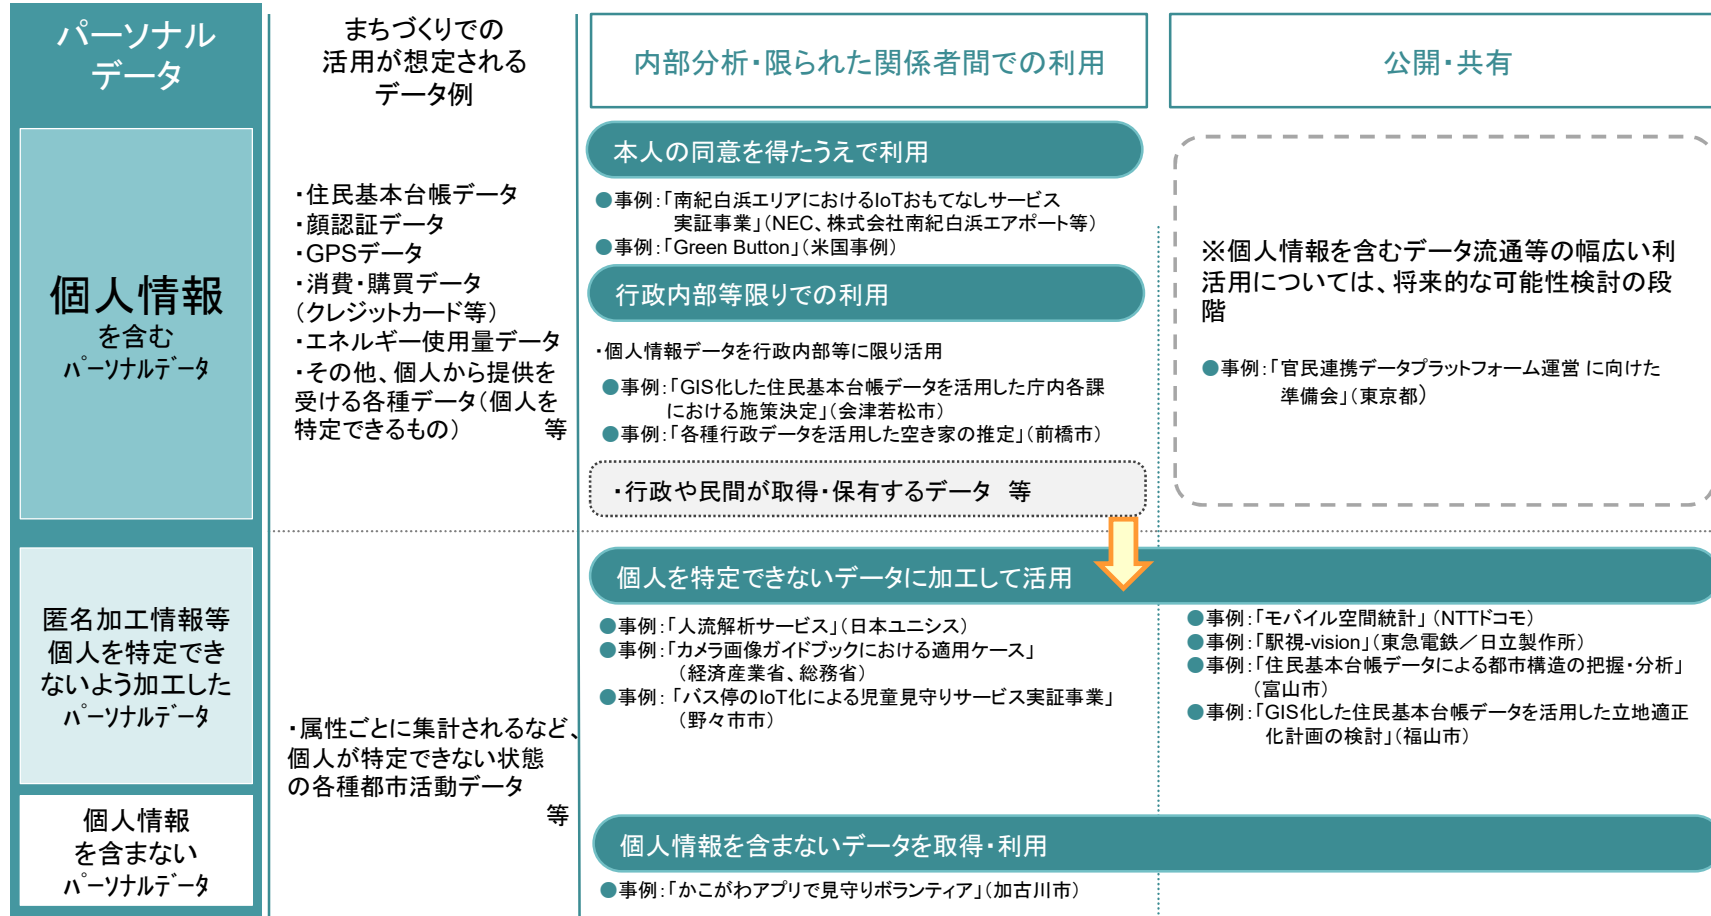 パーソナル
データ
まちづくりでの
活用が想定される
データ例
内部分析・限られた関係者間での利用
公開・共有
個人情報
を含む
パーソナルデータ
・住民基本台帳データ
・顔認証データ
・GPSデータ
・消費・購買データ
（クレジットカード等）
・エネルギー使用量データ
・その他、個人から提供を
受ける各種データ（個人を
特定できるもの）　等
本人の同意を得たうえで利用
●事例：「南紀白浜エリアにおけるIoTおもてなしサービス
実証事業」（NEC、株式会社南紀白浜エアポート等）
●事例：「Green Button」（米国事例）
行政内部等限りでの利用
・個人情報データを行政内部等に限り活用
●事例：「GIS化した住民基本台帳データを活用した庁内各課
における施策決定」（会津若松市）
●事例：「各種行政データを活用した空き家の推定」（前橋市）
・行政や民間が取得・保有するデータ　等
※個人情報を含むデータ流通等の幅広い利
活用については、将来的な可能性検討の段
階
●事例：「官民連携データプラットフォーム運営 に向けた
準備会」（東京都）
匿名加工情報等
個人を特定でき
ないよう加工した
パーソナルデータ
個人情報
を含まない
パーソナルデータ
・属性ごとに集計されるなど、
個人が特定できない状態
の各種都市活動データ
等
個人を特定できないデータに加工して活用
●事例：「人流解析サービス」（日本ユニシス）
●事例：「カメラ画像ガイドブックにおける適用ケース」
（経済産業省、総務省）
●事例：「バス停のIoT化による児童見守りサービス実証事業」
（野々市市）
●事例：「モバイル空間統計」（NTTドコモ）
●事例：「駅視-vision」（東急電鉄／日立製作所）
●事例：「住民基本台帳データによる都市構造の把握・分析」
（富山市）
●事例：「GIS化した住民基本台帳データを活用した立地適正
化計画の検討」（福山市）
個人情報を含まないデータを取得・利用
●事例：「かこがわアプリで見守りボランティア」（加古川市）